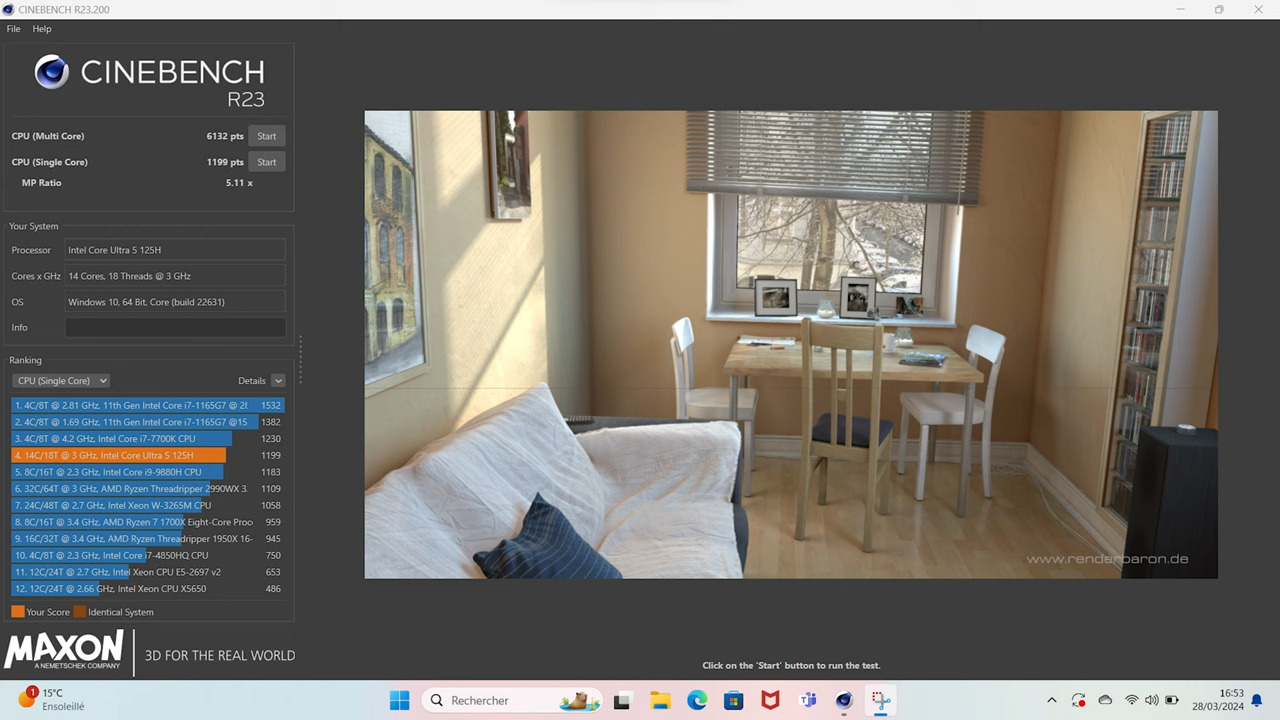 CINEBENCH R23.200
File Help
CINEBENCH
R23
CPU (Multi Core) 6132 pts Start
CPU (Single Core) 1199 pts Start
MP Ratio 5.11 x
Your System
Processor Intel Core Ultra 5 125H
Cores x GHz 14 Cores, 18 Threads @ 3 GHz
OS Windows 10, 64 Bit, Core (build 22631)
Info
Ranking
CPU (Single Core) Details
1. 4C/8T @ 2.81 GHz, 11th Gen Intel Core i7-1165G7 @ 28 1532
2. 4C/8T @ 1.69 GHz, 11th Gen Intel Core i7-1165G7 @15 1382
3. 4C/8T @ 4.2 GHz, Intel Core i7-7700K CPU 1230
4. 14C/18T @ 3 GHz, Intel Core Ultra 5 125H 1199
5. 8C/16T @ 2.3 GHz, Intel Core i9-9880H CPU 1183
6. 32C/64T @ 3 GHz, AMD Ryzen Threadripper 2990WX 3. 1109
7. 24C/48T @ 2.7 GHz, Intel Xeon W-3265M CPU 1058
8. 8C/16T @ 3.4 GHz, AMD Ryzen 7 1700X Eight-Core Proc 959
9. 16C/32T @ 3.4 GHz, AMD Ryzen Threadripper 1950X 16- 945
10. 4C/8T @ 2.3 GHz, Intel Core i7-4850HQ CPU 750
11. 12C/24T @ 2.7 GHz, Intel Xeon CPU E5-2697 v2 653
12. 12C/24T @ 2.66 GHz, Intel Xeon CPU X5650 486
Your Score Identical System
MAXON
A NEMETSCHEK COMPANY
3D FOR THE REAL WORLD
www.renderbaron.de
Click on the 'Start' button to run the test.
1
15°C
Ensoleillé
Rechercher
16:53
28/03/2024